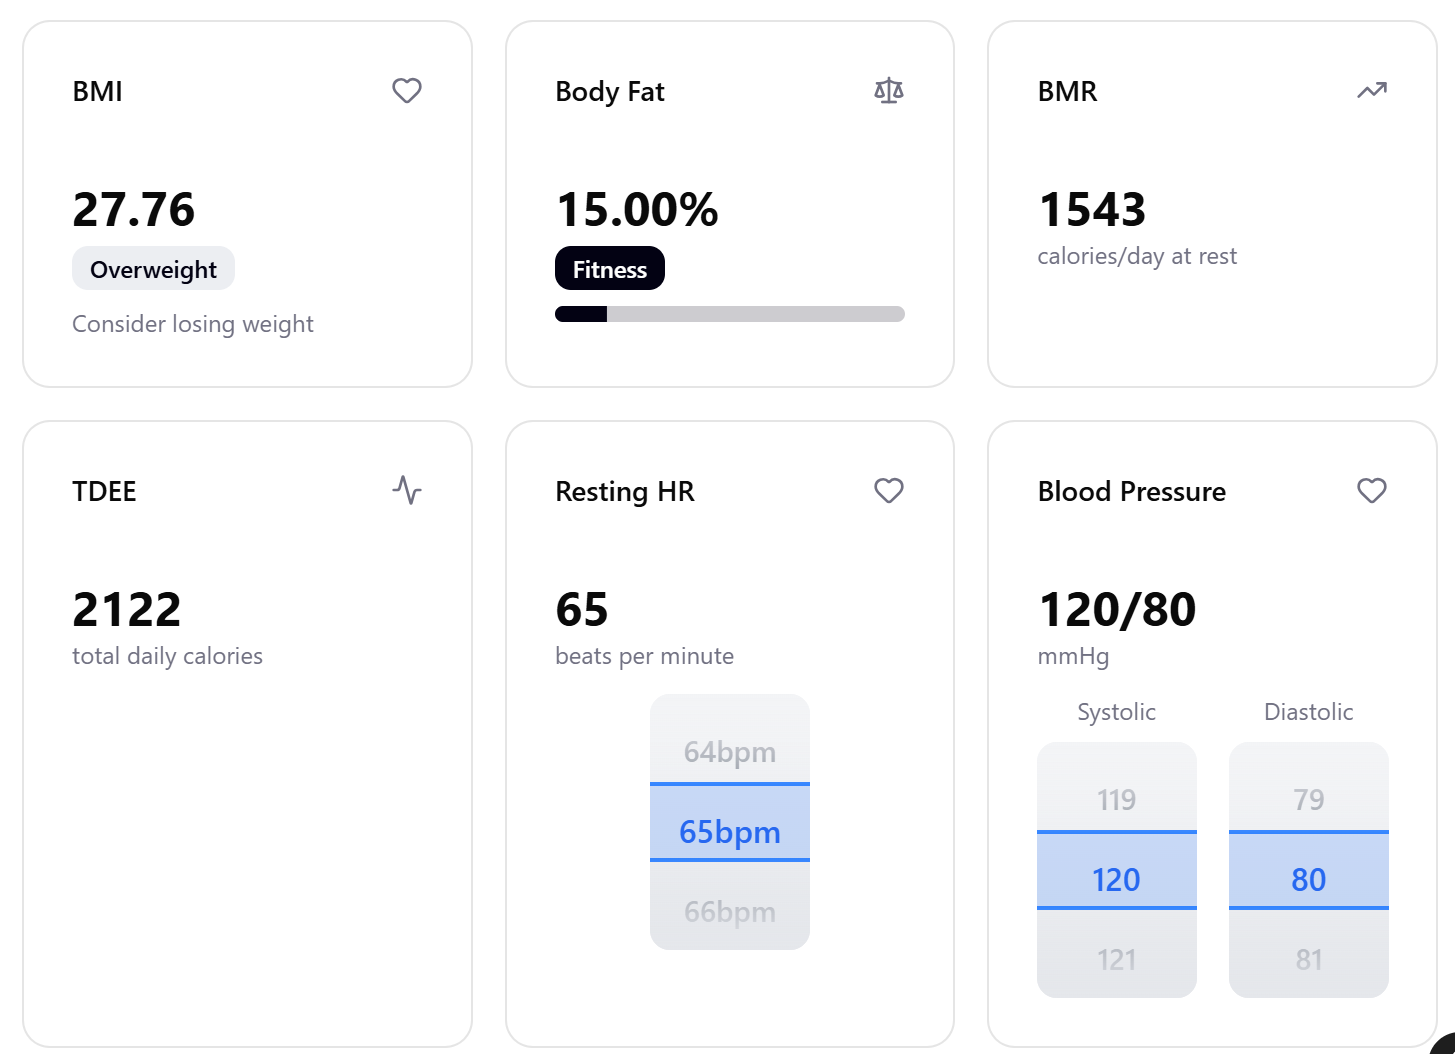 BMI
27.76
Overweight
Consider losing weight
Body Fat
15.00%
Fitness
BMR
1543
calories/day at rest
TDEE
2122
total daily calories
Resting HR
65
beats per minute
64bpm
65bpm
66bpm
Blood Pressure
120/80
mmHg
Systolic Diastolic
119 79
120 80
121 81